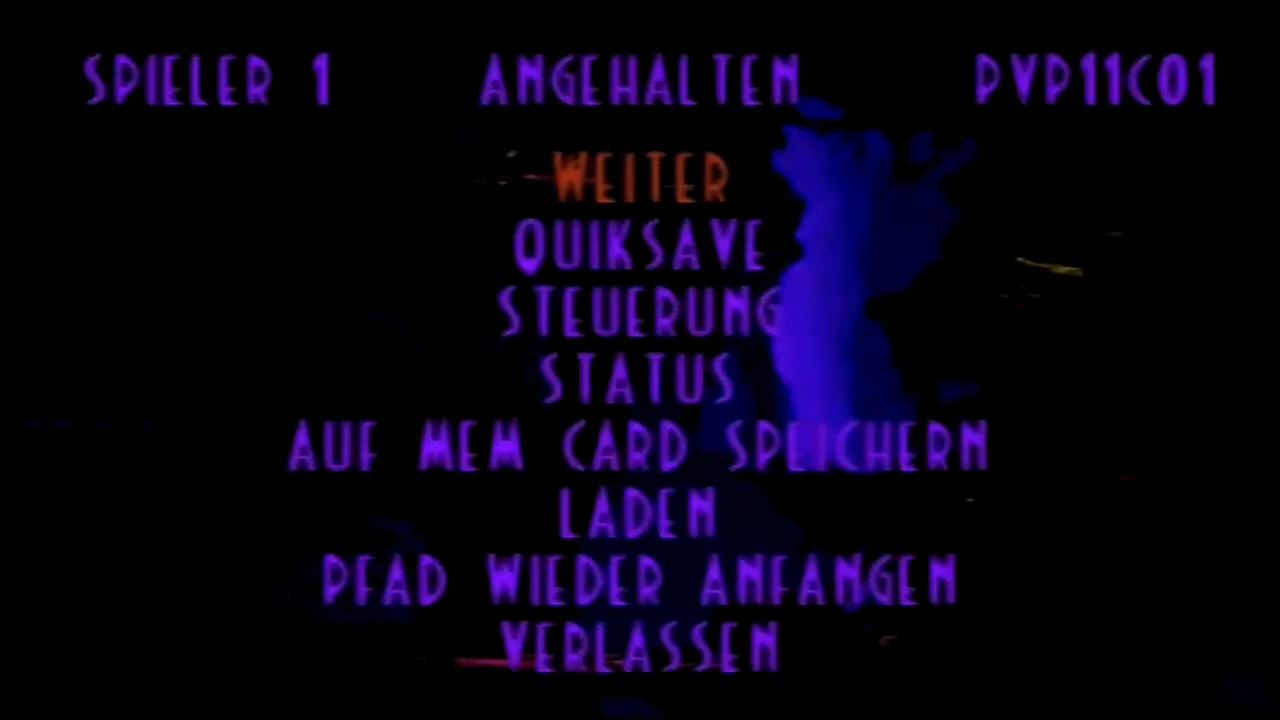 SPIELER 1 ANGEHALTEN PVP11C01
WEITER
QUIKSAVE
STEUERUNG
STATUS
AUF MEM CARD SPEICHERN
LADEN
PFAD WIEDER ANFANGEN
VERLASSEN